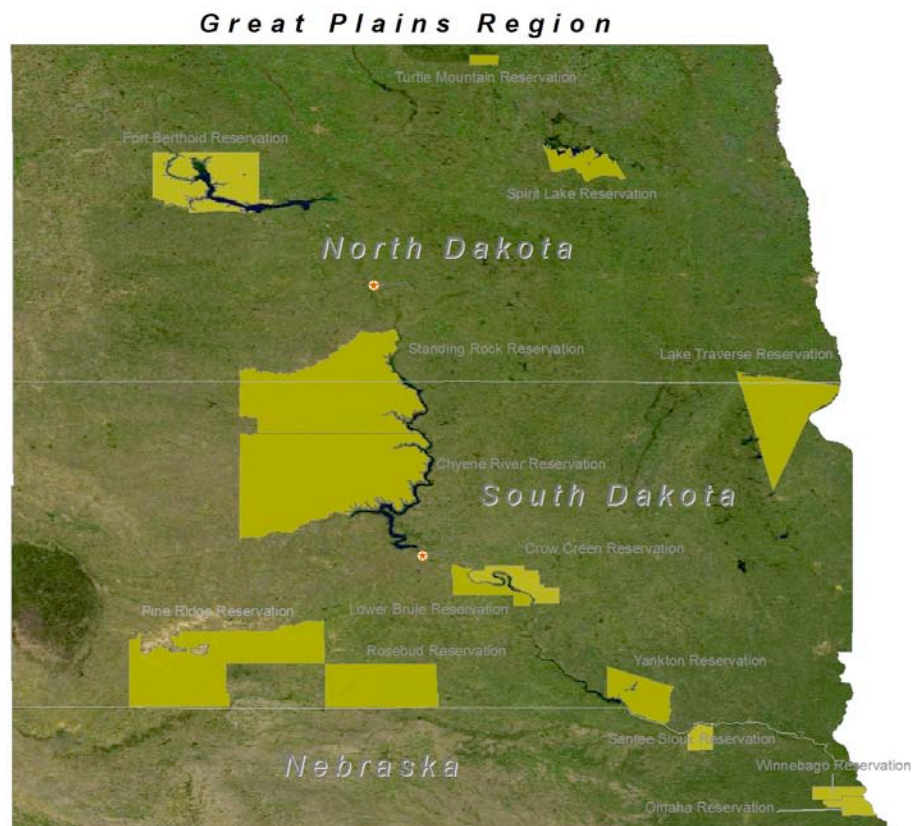 Great Plains Region
Turtle Mountain Reservation
Fort Berthold Reservation
Spirit Lake Reservation
North Dakota
Standing Rock Reservation
Lake Traverse Reservation
Chyene River Reservation
South Dakota
Crow Creen Reservation
Lower Brule Reservation
Pine Ridge Reservation
Rosebud Reservation
Yankton Reservation
Santee Sioux Reservation
Nebraska
Winnebago Reservation
Omaha Reservation